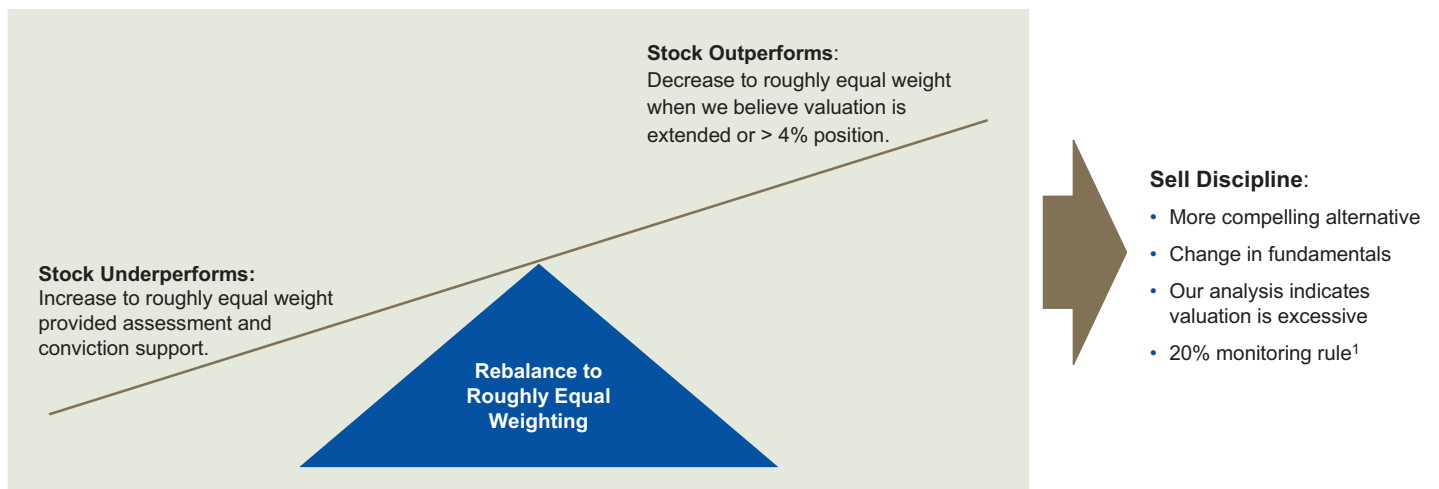 Stock Outperforms:
Decrease to roughly equal weight
when we believe valuation is
extended or > 4% position.
Stock Underperforms:
Increase to roughly equal weight
provided assessment and
conviction support.
Rebalance to
Roughly Equal
Weighting
Sell Discipline:
• More compelling alternative
• Change in fundamentals
• Our analysis indicates
valuation is excessive
• 20% monitoring rule¹